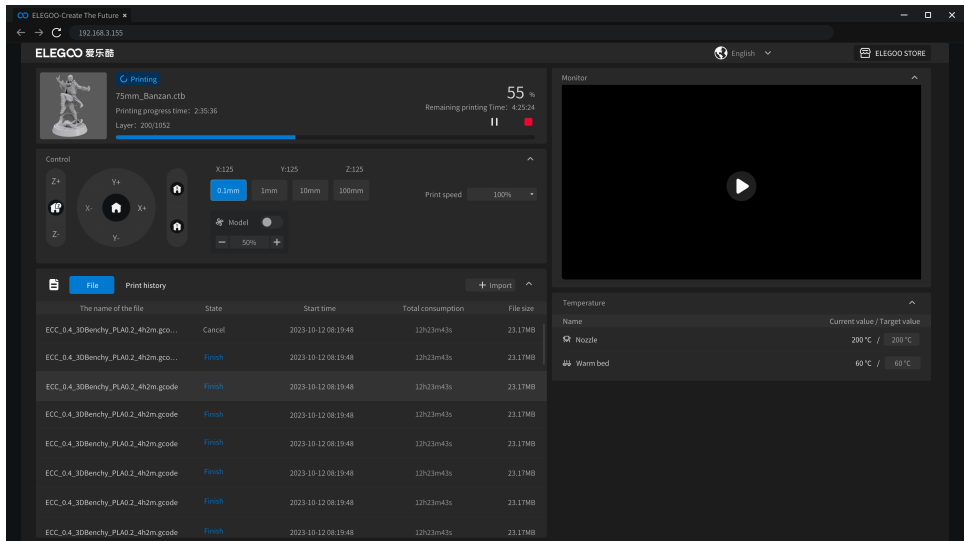 ELEGOO-Create The Future ×
192.168.3.155
ELEGOO 爱乐酷
English
ELEGOO STORE
Printing
75mm_Banzan.ctb
Printing progress time: 2:35:36
Layer: 200/1052
55 %
Remaining printing Time: 4:25:24
Control
Z+
Z-
Y+
X-
X+
Y-
X:125 Y:125 Z:125
0.1mm 1mm 10mm 100mm
Print speed 100%
Model
50%
File Print history
Import
The name of the file State Start time Total consumption File size
ECC_0.4_3DBenchy_PLA0.2_4h2m.gco... Cancel 2023-10-12 08:19:48 12h23m43s 23.17MB
ECC_0.4_3DBenchy_PLA0.2_4h2m.gco... Finish 2023-10-12 08:19:48 12h23m43s 23.17MB
ECC_0.4_3DBenchy_PLA0.2_4h2m.gcode Finish 2023-10-12 08:19:48 12h23m43s 23.17MB
ECC_0.4_3DBenchy_PLA0.2_4h2m.gcode Finish 2023-10-12 08:19:48 12h23m43s 23.17MB
ECC_0.4_3DBenchy_PLA0.2_4h2m.gcode Finish 2023-10-12 08:19:48 12h23m43s 23.17MB
ECC_0.4_3DBenchy_PLA0.2_4h2m.gcode Finish 2023-10-12 08:19:48 12h23m43s 23.17MB
ECC_0.4_3DBenchy_PLA0.2_4h2m.gcode Finish 2023-10-12 08:19:48 12h23m43s 23.17MB
ECC_0.4_3DBenchy_PLA0.2_4h2m.gcode Finish 2023-10-12 08:19:48 12h23m43s 23.17MB
Monitor
Temperature
Name Current value / Target value
Nozzle 200 °C / 200 °C
Warm bed 60 °C / 60 °C